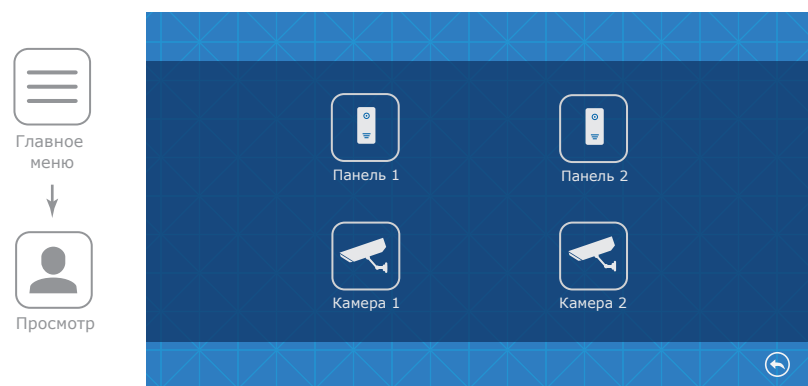 Главное
меню
Просмотр
Панель 1
Панель 2
Камера 1
Камера 2